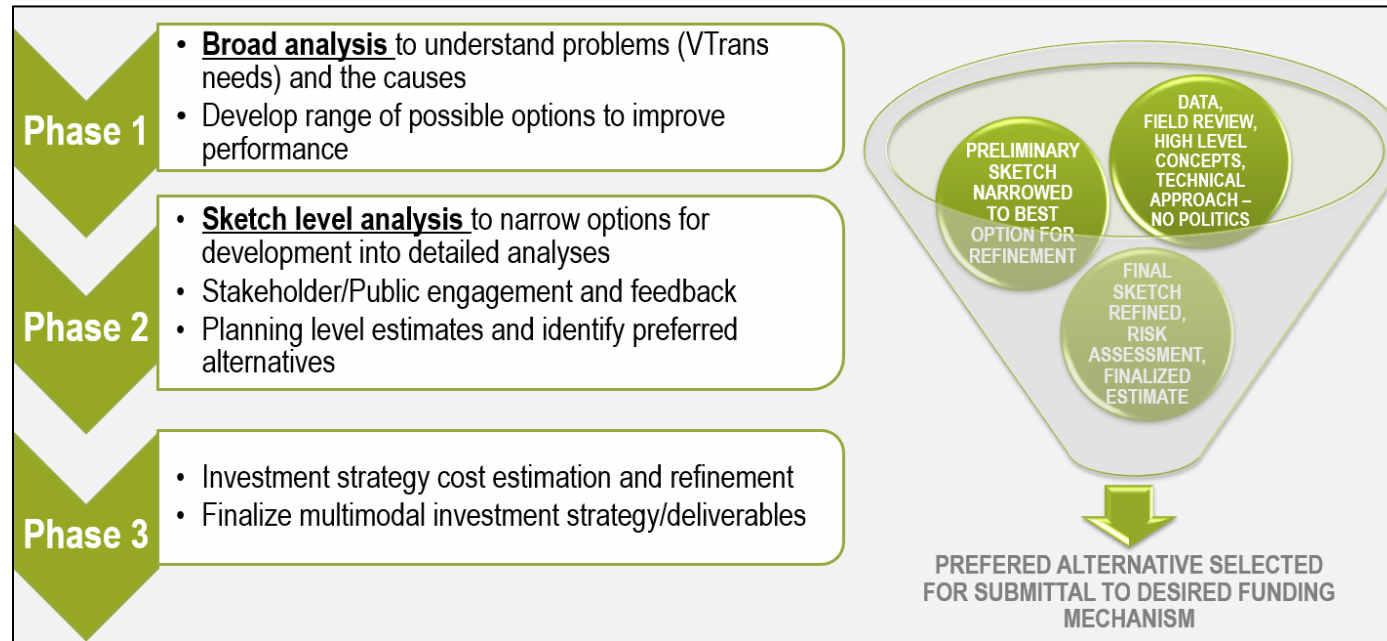 Phase 1
• Broad analysis to understand problems (VTrans
needs) and the causes
• Develop range of possible options to improve
performance
Phase 2
• Sketch level analysis to narrow options for
development into detailed analyses
• Stakeholder/Public engagement and feedback
• Planning level estimates and identify preferred
alternatives
Phase 3
• Investment strategy cost estimation and refinement
• Finalize multimodal investment strategy/deliverables
DATA,
FIELD REVIEW,
HIGH LEVEL
CONCEPTS,
TECHNICAL
APPROACH –
NO POLITICS
PRELIMINARY
SKETCH
NARROWED
TO BEST
OPTION FOR
REFINEMENT
FINAL
SKETCH
REFINED,
RISK
ASSESSMENT,
FINALIZED
ESTIMATE
PREFERED ALTERNATIVE SELECTED
FOR SUBMITTAL TO DESIRED FUNDING
MECHANISM